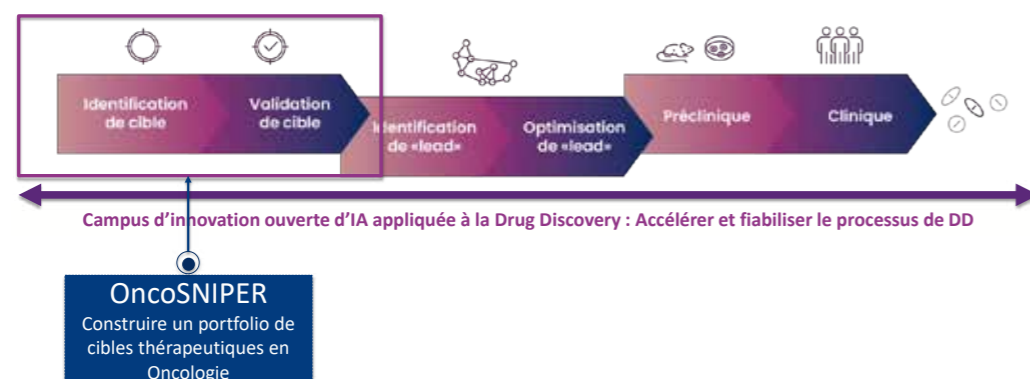 Identification
de cible
Validation
de cible
Identification
de «lead»
Optimisation
de «lead»
Préclinique
Clinique
Campus d’innovation ouverte d’IA appliquée à la Drug Discovery : Accélérer et fiabiliser le processus de DD
OncoSNIPER
Construire un portfolio de
cibles thérapeutiques en
Oncologie